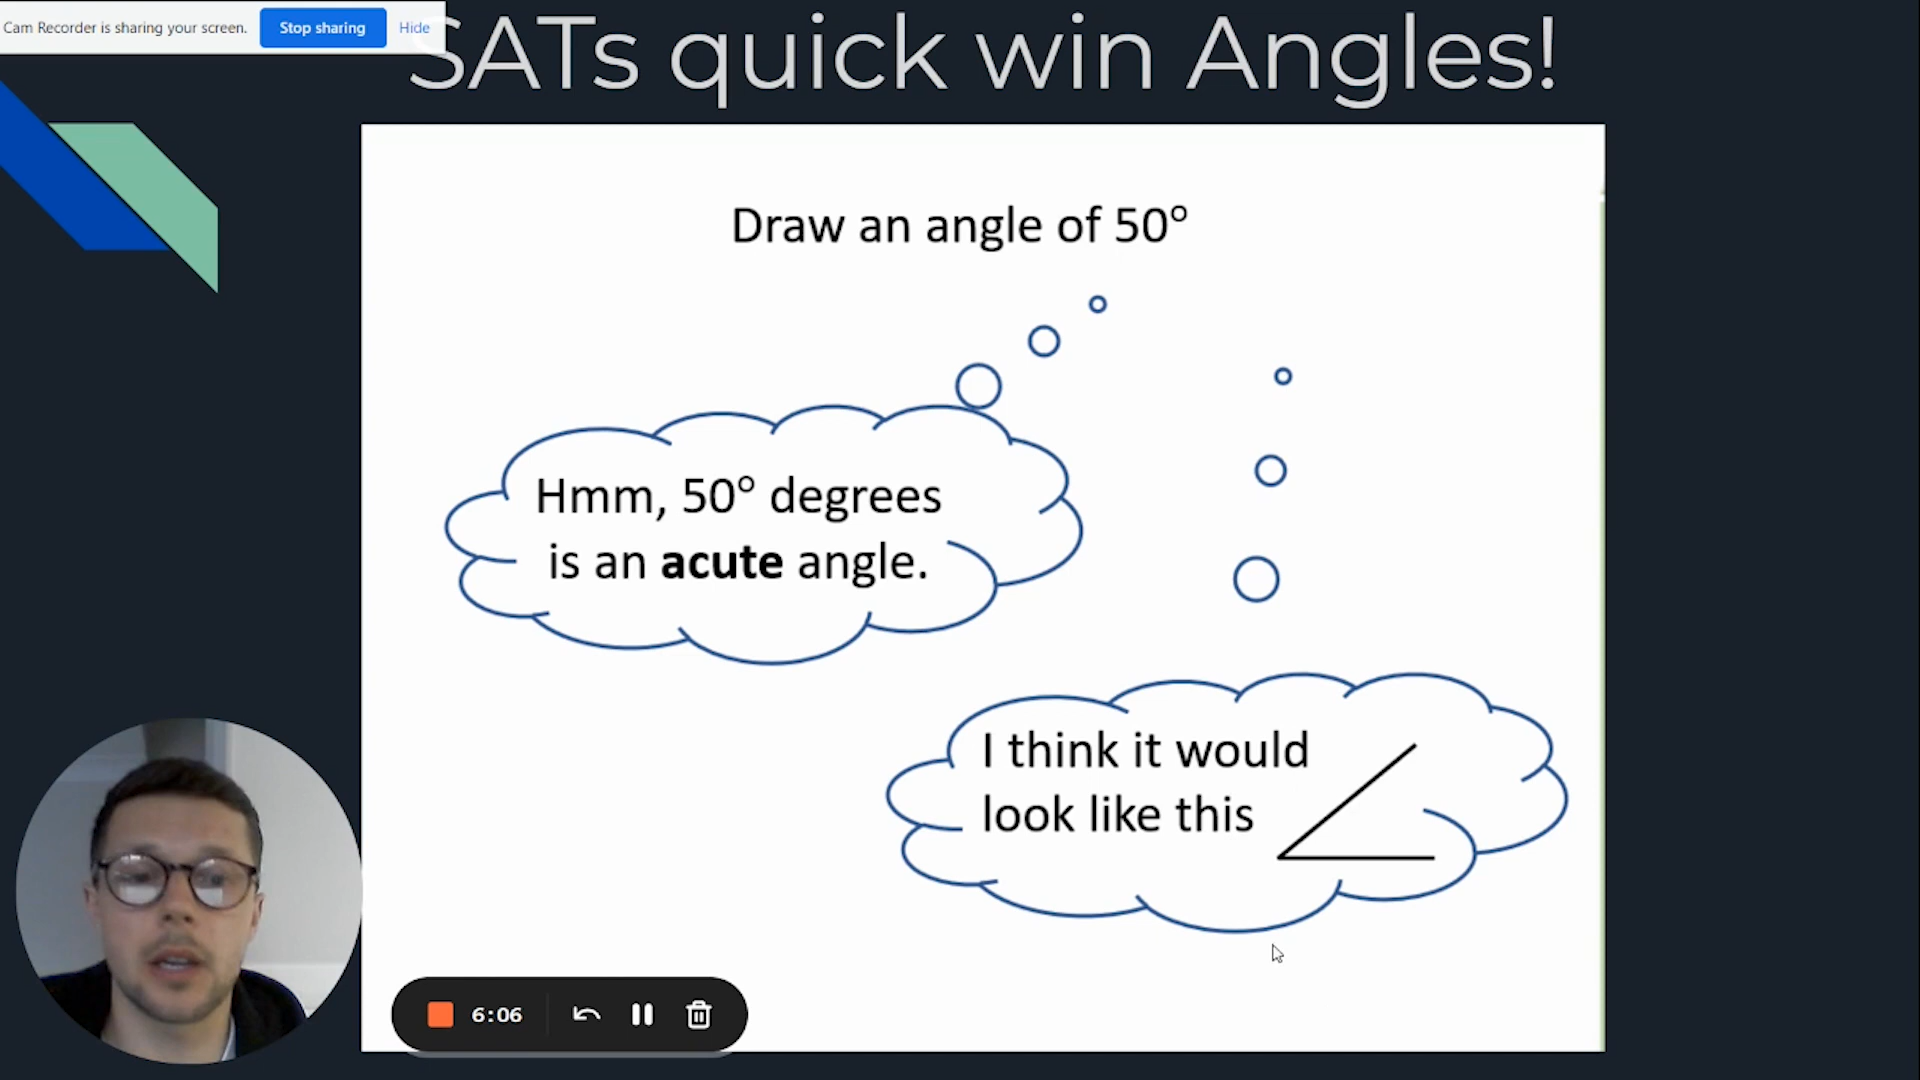 Cam Recorder is sharing your screen.
Stop sharing
Hide
SATs quick win Angles!
Draw an angle of 50°
Hmm, 50° degrees
is an acute angle.
I think it would
look like this
6:06